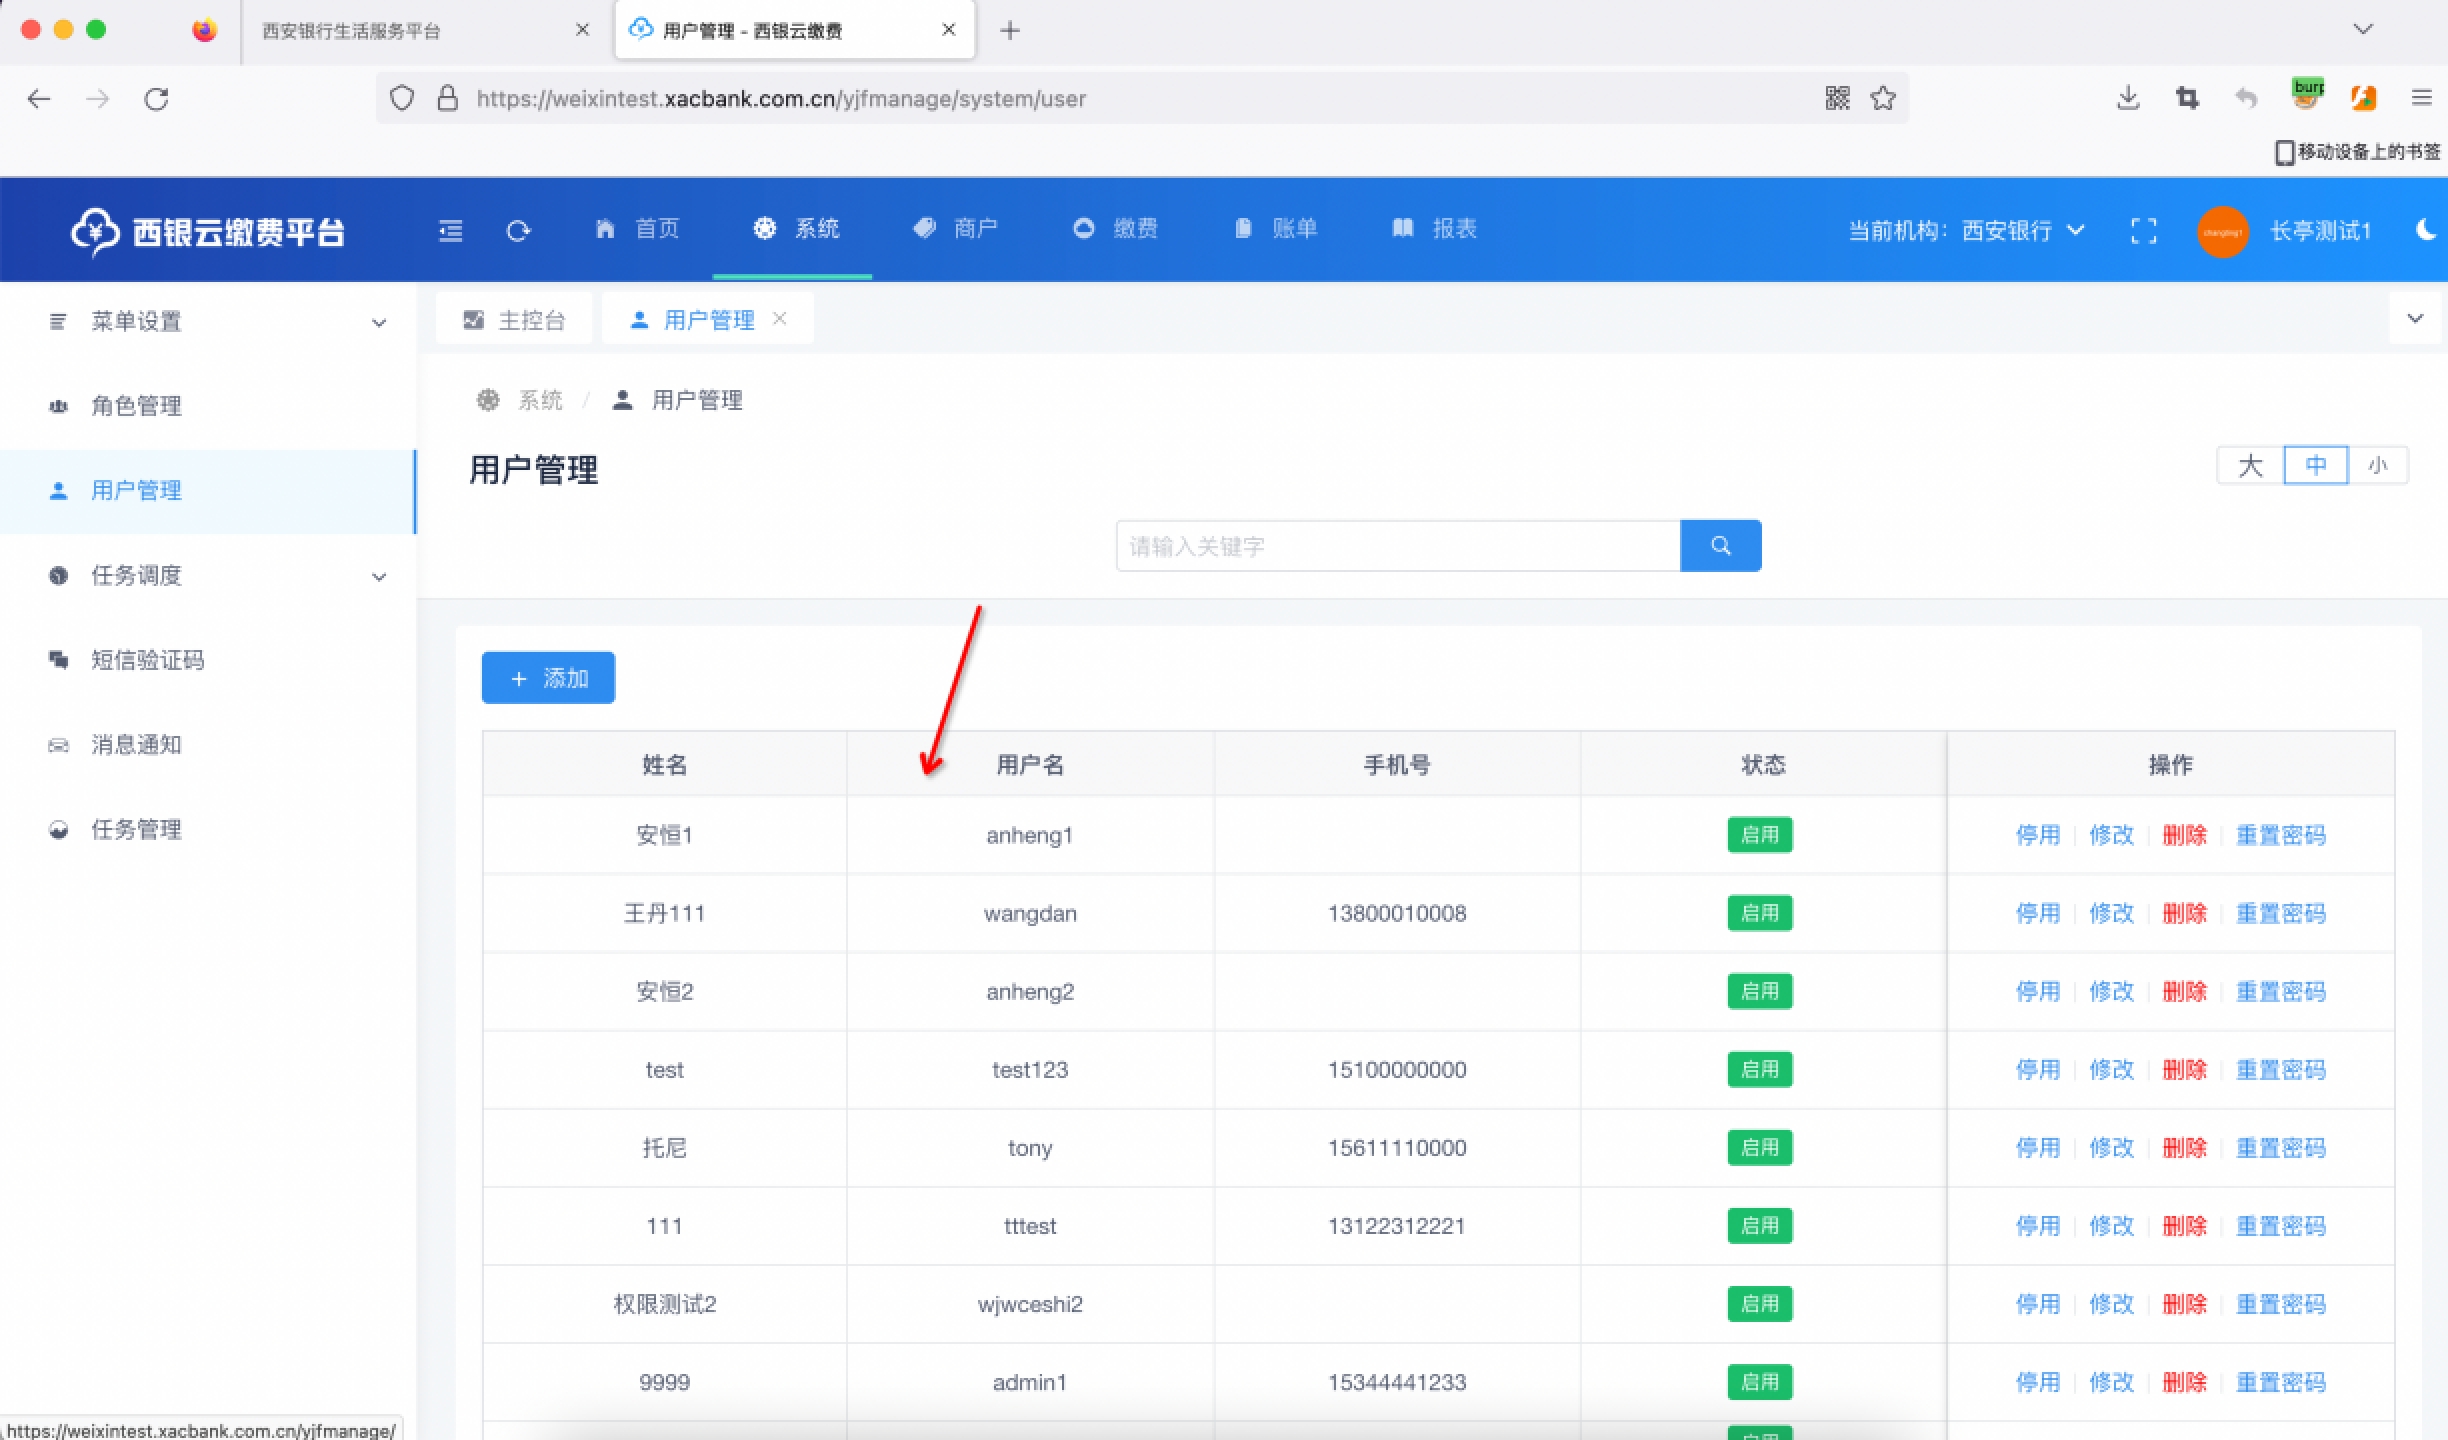 西安银行生活服务平台
用户管理 - 西银云缴费
https://weixintest.xacbank.com.cn/yjfmanage/system/user
burp
移动设备上的书签
西银云缴费平台
首页 系统 商户 缴费 账单 报表
当前机构：西安银行
changting1
长亭测试1
菜单设置
角色管理
用户管理
任务调度
短信验证码
消息通知
任务管理
主控台
用户管理
系统 / 用户管理
用户管理
大 中 小
请输入关键字
+ 添加
姓名 用户名 手机号 状态 操作
安恒1 anheng1 启用 停用 修改 删除 重置密码
王丹111 wangdan 13800010008 启用 停用 修改 删除 重置密码
安恒2 anheng2 启用 停用 修改 删除 重置密码
test test123 15100000000 启用 停用 修改 删除 重置密码
托尼 tony 15611110000 启用 停用 修改 删除 重置密码
111 tttest 13122312221 启用 停用 修改 删除 重置密码
权限测试2 wjwceshi2 启用 停用 修改 删除 重置密码
9999 admin1 15344441233 启用 停用 修改 删除 重置密码
https://weixintest.xacbank.com.cn/yjfmanage/